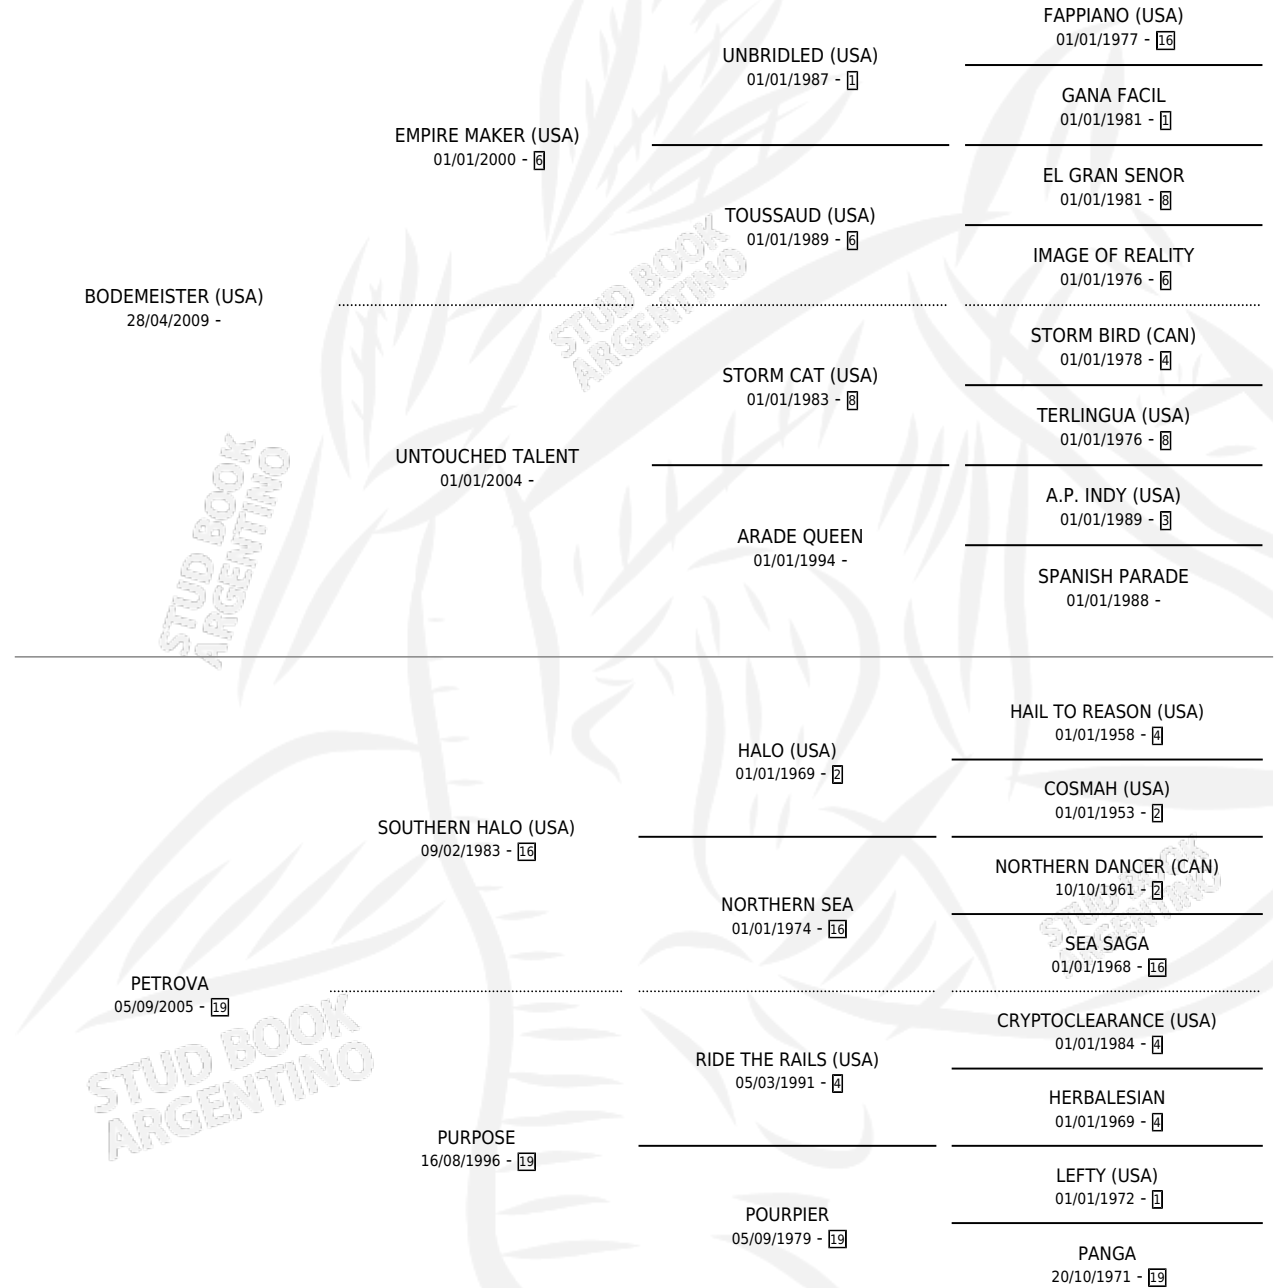 FAPPIANO (USA)
01/01/1977 - 16
UNBRIDLED (USA)
01/01/1987 - 1
GANA FACIL
01/01/1981 - 1
EMPIRE MAKER (USA)
01/01/2000 - 6
EL GRAN SENOR
01/01/1981 - 8
TOUSSAUD (USA)
01/01/1989 - 6
IMAGE OF REALITY
01/01/1976 - 6
BODEMEISTER (USA)
28/04/2009 -
STORM BIRD (CAN)
01/01/1978 - 4
STORM CAT (USA)
01/01/1983 - 8
TERLINGUA (USA)
01/01/1976 - 8
UNTOUCHED TALENT
01/01/2004 -
A.P. INDY (USA)
01/01/1989 - 3
ARADE QUEEN
01/01/1994 -
SPANISH PARADE
01/01/1988 -
STUD BOOK
ARGENTINO
STUD BOOK
ARGENTINO
HAIL TO REASON (USA)
01/01/1958 - 4
HALO (USA)
01/01/1969 - 2
COSMAH (USA)
01/01/1953 - 2
SOUTHERN HALO (USA)
09/02/1983 - 16
NORTHERN DANCER (CAN)
10/10/1961 - 2
NORTHERN SEA
01/01/1974 - 16
SEA SAGA
01/01/1968 - 16
STUD BOOK
ARGENTINO
PETROVA
05/09/2005 - 19
CRYPTOCLEARANCE (USA)
01/01/1984 - 4
RIDE THE RAILS (USA)
05/03/1991 - 4
HERBALESIAN
01/01/1969 - 4
PURPOSE
16/08/1996 - 19
LEFTY (USA)
01/01/1972 - 1
POURPIER
05/09/1979 - 19
PANGA
20/10/1971 - 19
STUD BOOK
ARGENTINO